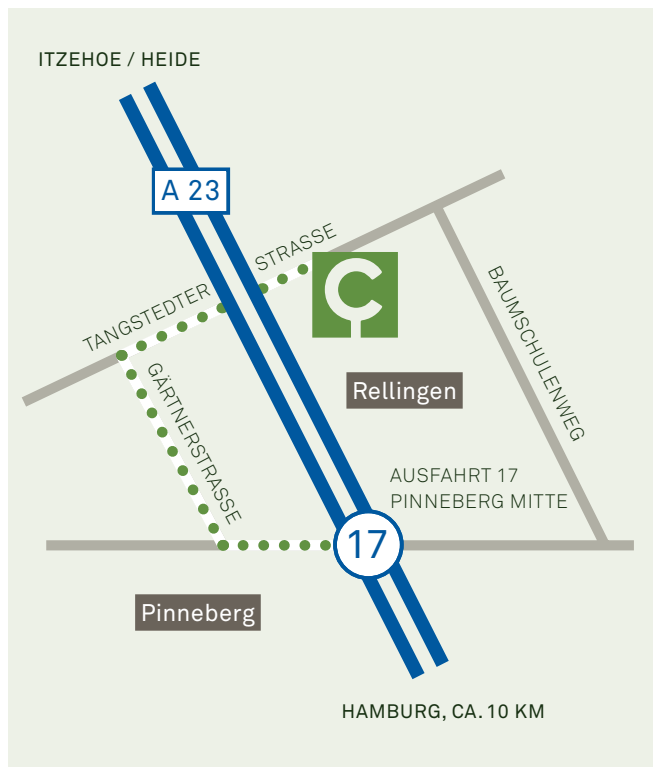 ITZEHOE / HEIDE
A 23
TANGSTEDTER STRASSE
BAUMSCHULENWEG
GÄRTNERSTRASSE
Rellingen
AUSFAHRT 17
PINNEBERG MITTE
17
Pinneberg
HAMBURG, CA. 10 KM